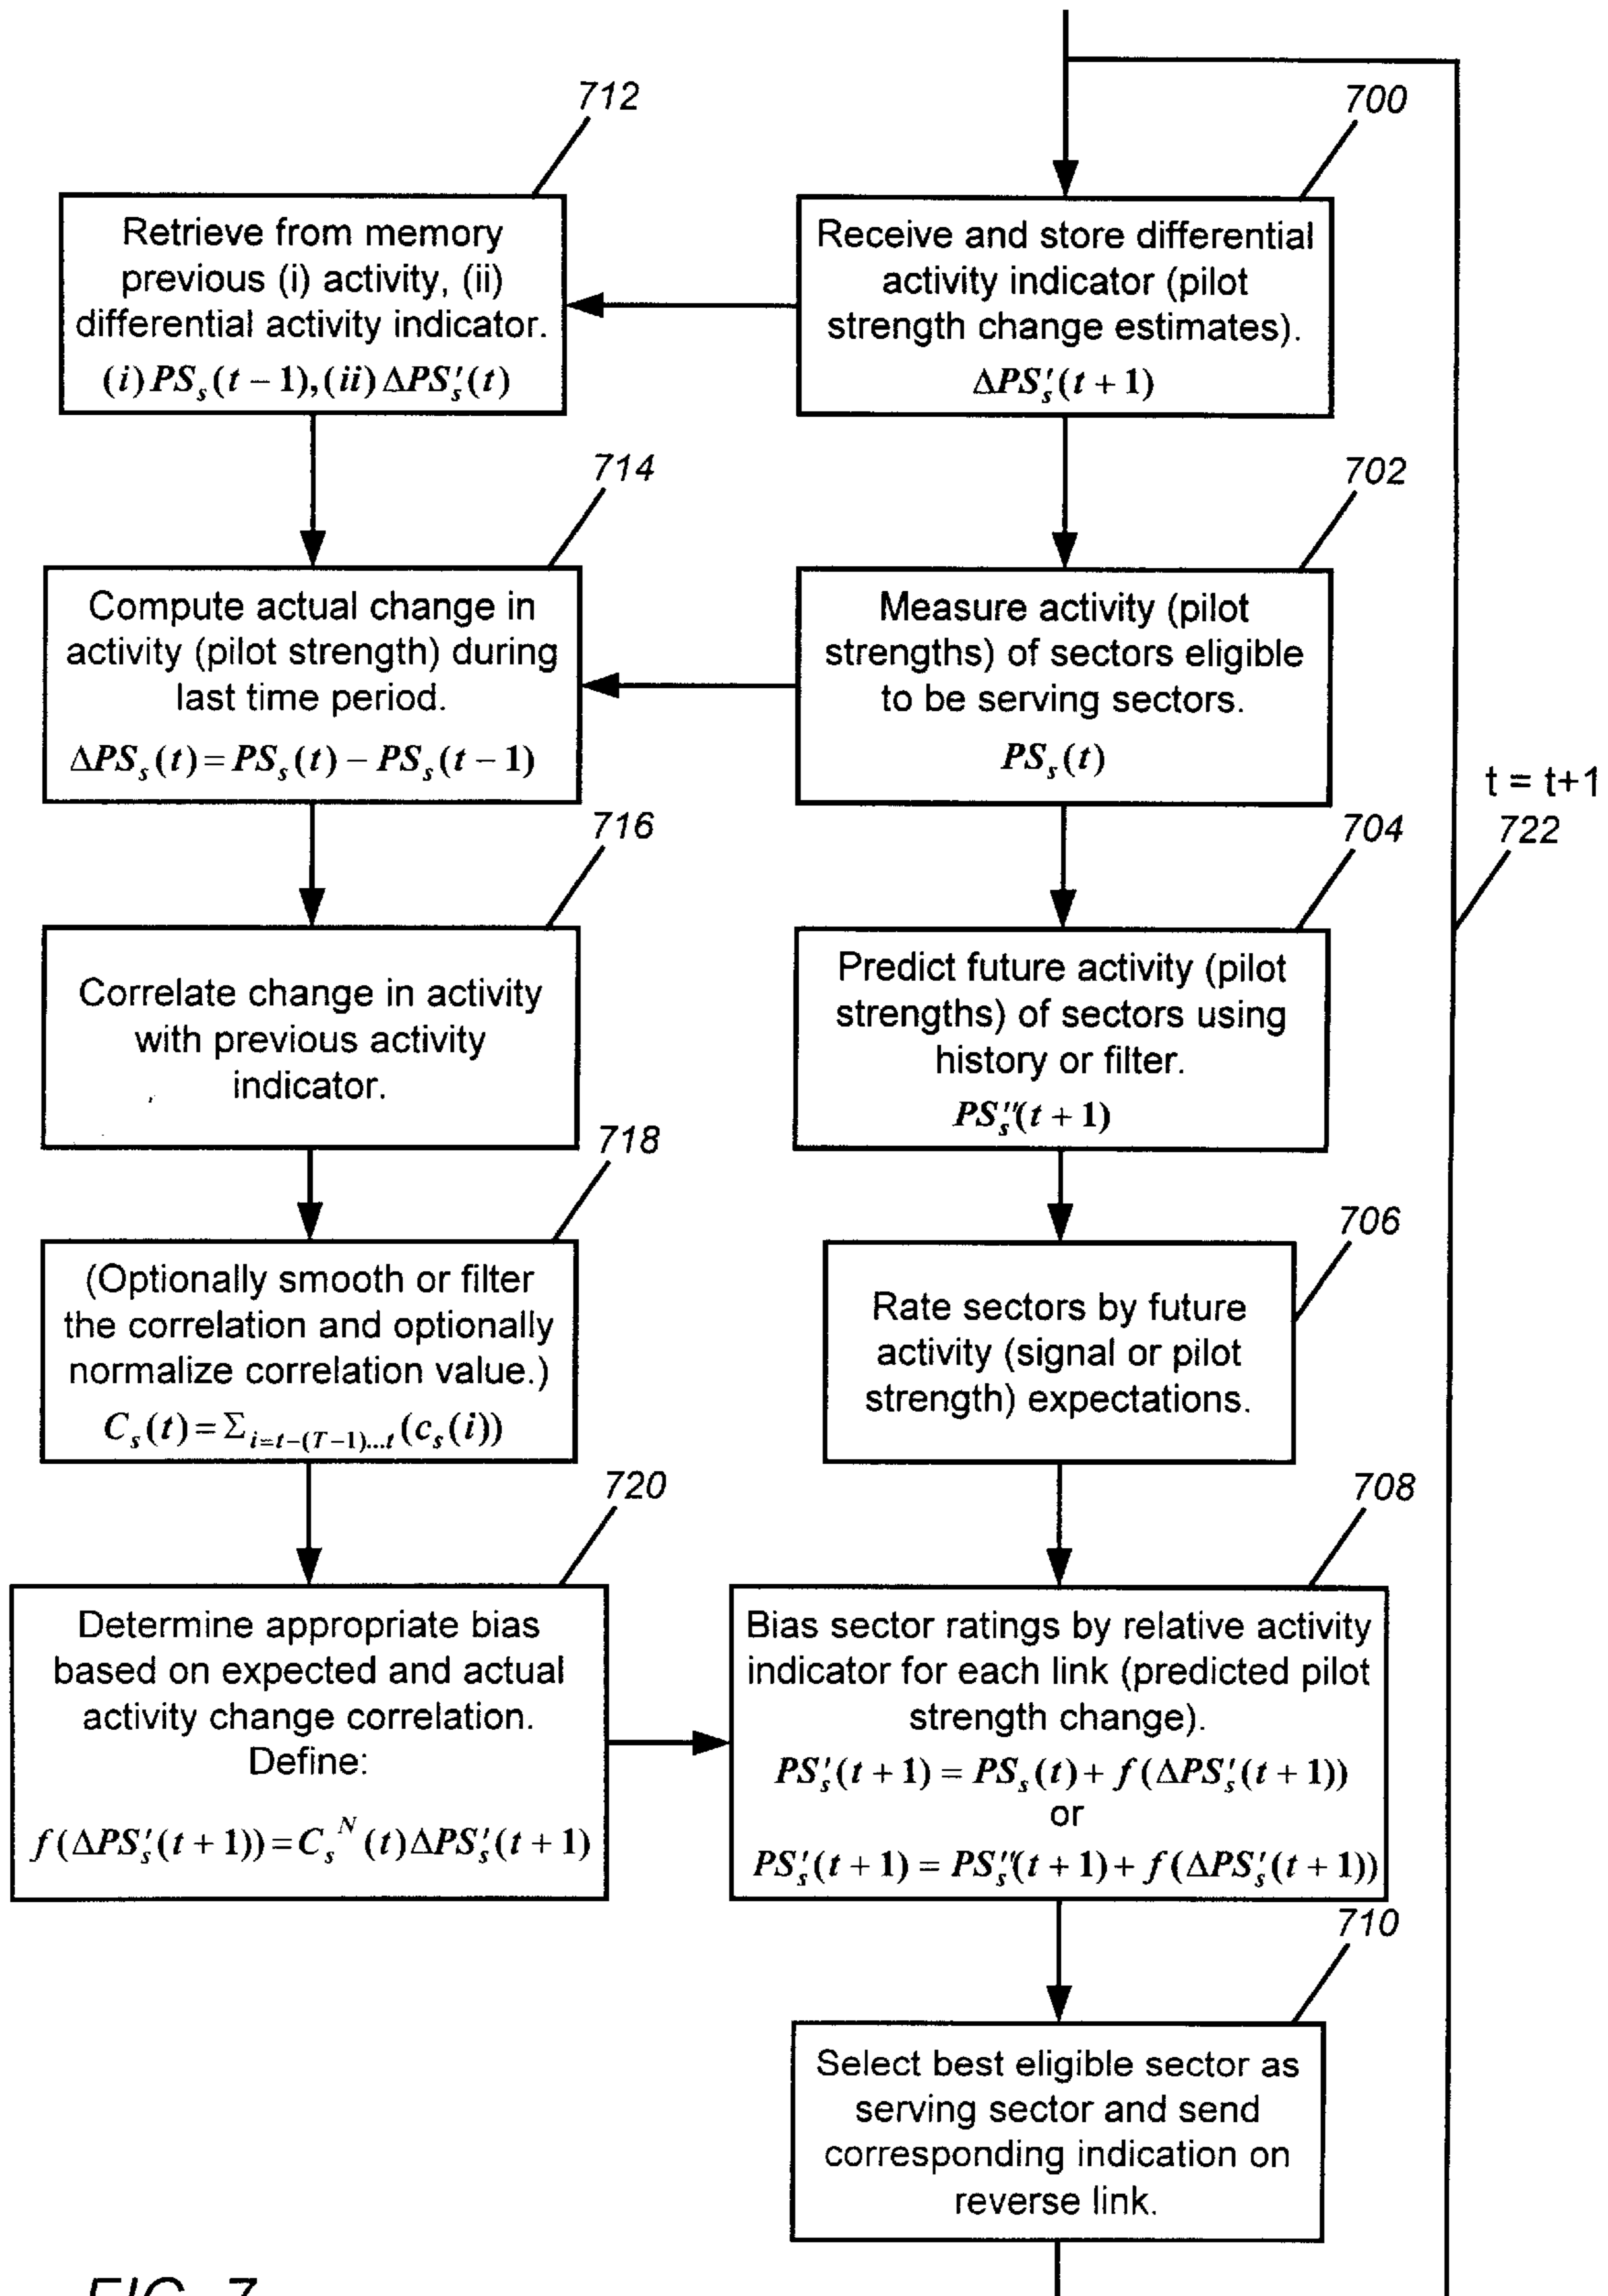 712
Retrieve from memory
previous (i) activity, (ii)
differential activity indicator.
(i) PSₛ(t − 1), (ii) ΔPS′ₛ(t)
700
Receive and store differential
activity indicator (pilot
strength change estimates).
ΔPS′ₛ(t + 1)
714
Compute actual change in
activity (pilot strength) during
last time period.
ΔPSₛ(t) = PSₛ(t) − PSₛ(t − 1)
702
Measure activity (pilot
strengths) of sectors eligible
to be serving sectors.
PSₛ(t)
t = t+1
722
716
Correlate change in activity
with previous activity
indicator.
704
Predict future activity (pilot
strengths) of sectors using
history or filter.
PS″ₛ(t + 1)
718
(Optionally smooth or filter
the correlation and optionally
normalize correlation value.)
Cₛ(t) = Σ i=t−(T−1)...t (cₛ(i))
706
Rate sectors by future
activity (signal or pilot
strength) expectations.
720
Determine appropriate bias
based on expected and actual
activity change correlation.
Define:
f(ΔPS′ₛ(t + 1)) = Cₛᴺ(t)ΔPS′ₛ(t + 1)
708
Bias sector ratings by relative activity
indicator for each link (predicted pilot
strength change).
PS′ₛ(t + 1) = PSₛ(t) + f(ΔPS′ₛ(t + 1))
or
PS′ₛ(t + 1) = PS″ₛ(t + 1) + f(ΔPS′ₛ(t + 1))
710
Select best eligible sector as
serving sector and send
corresponding indication on
reverse link.
FIG. 7